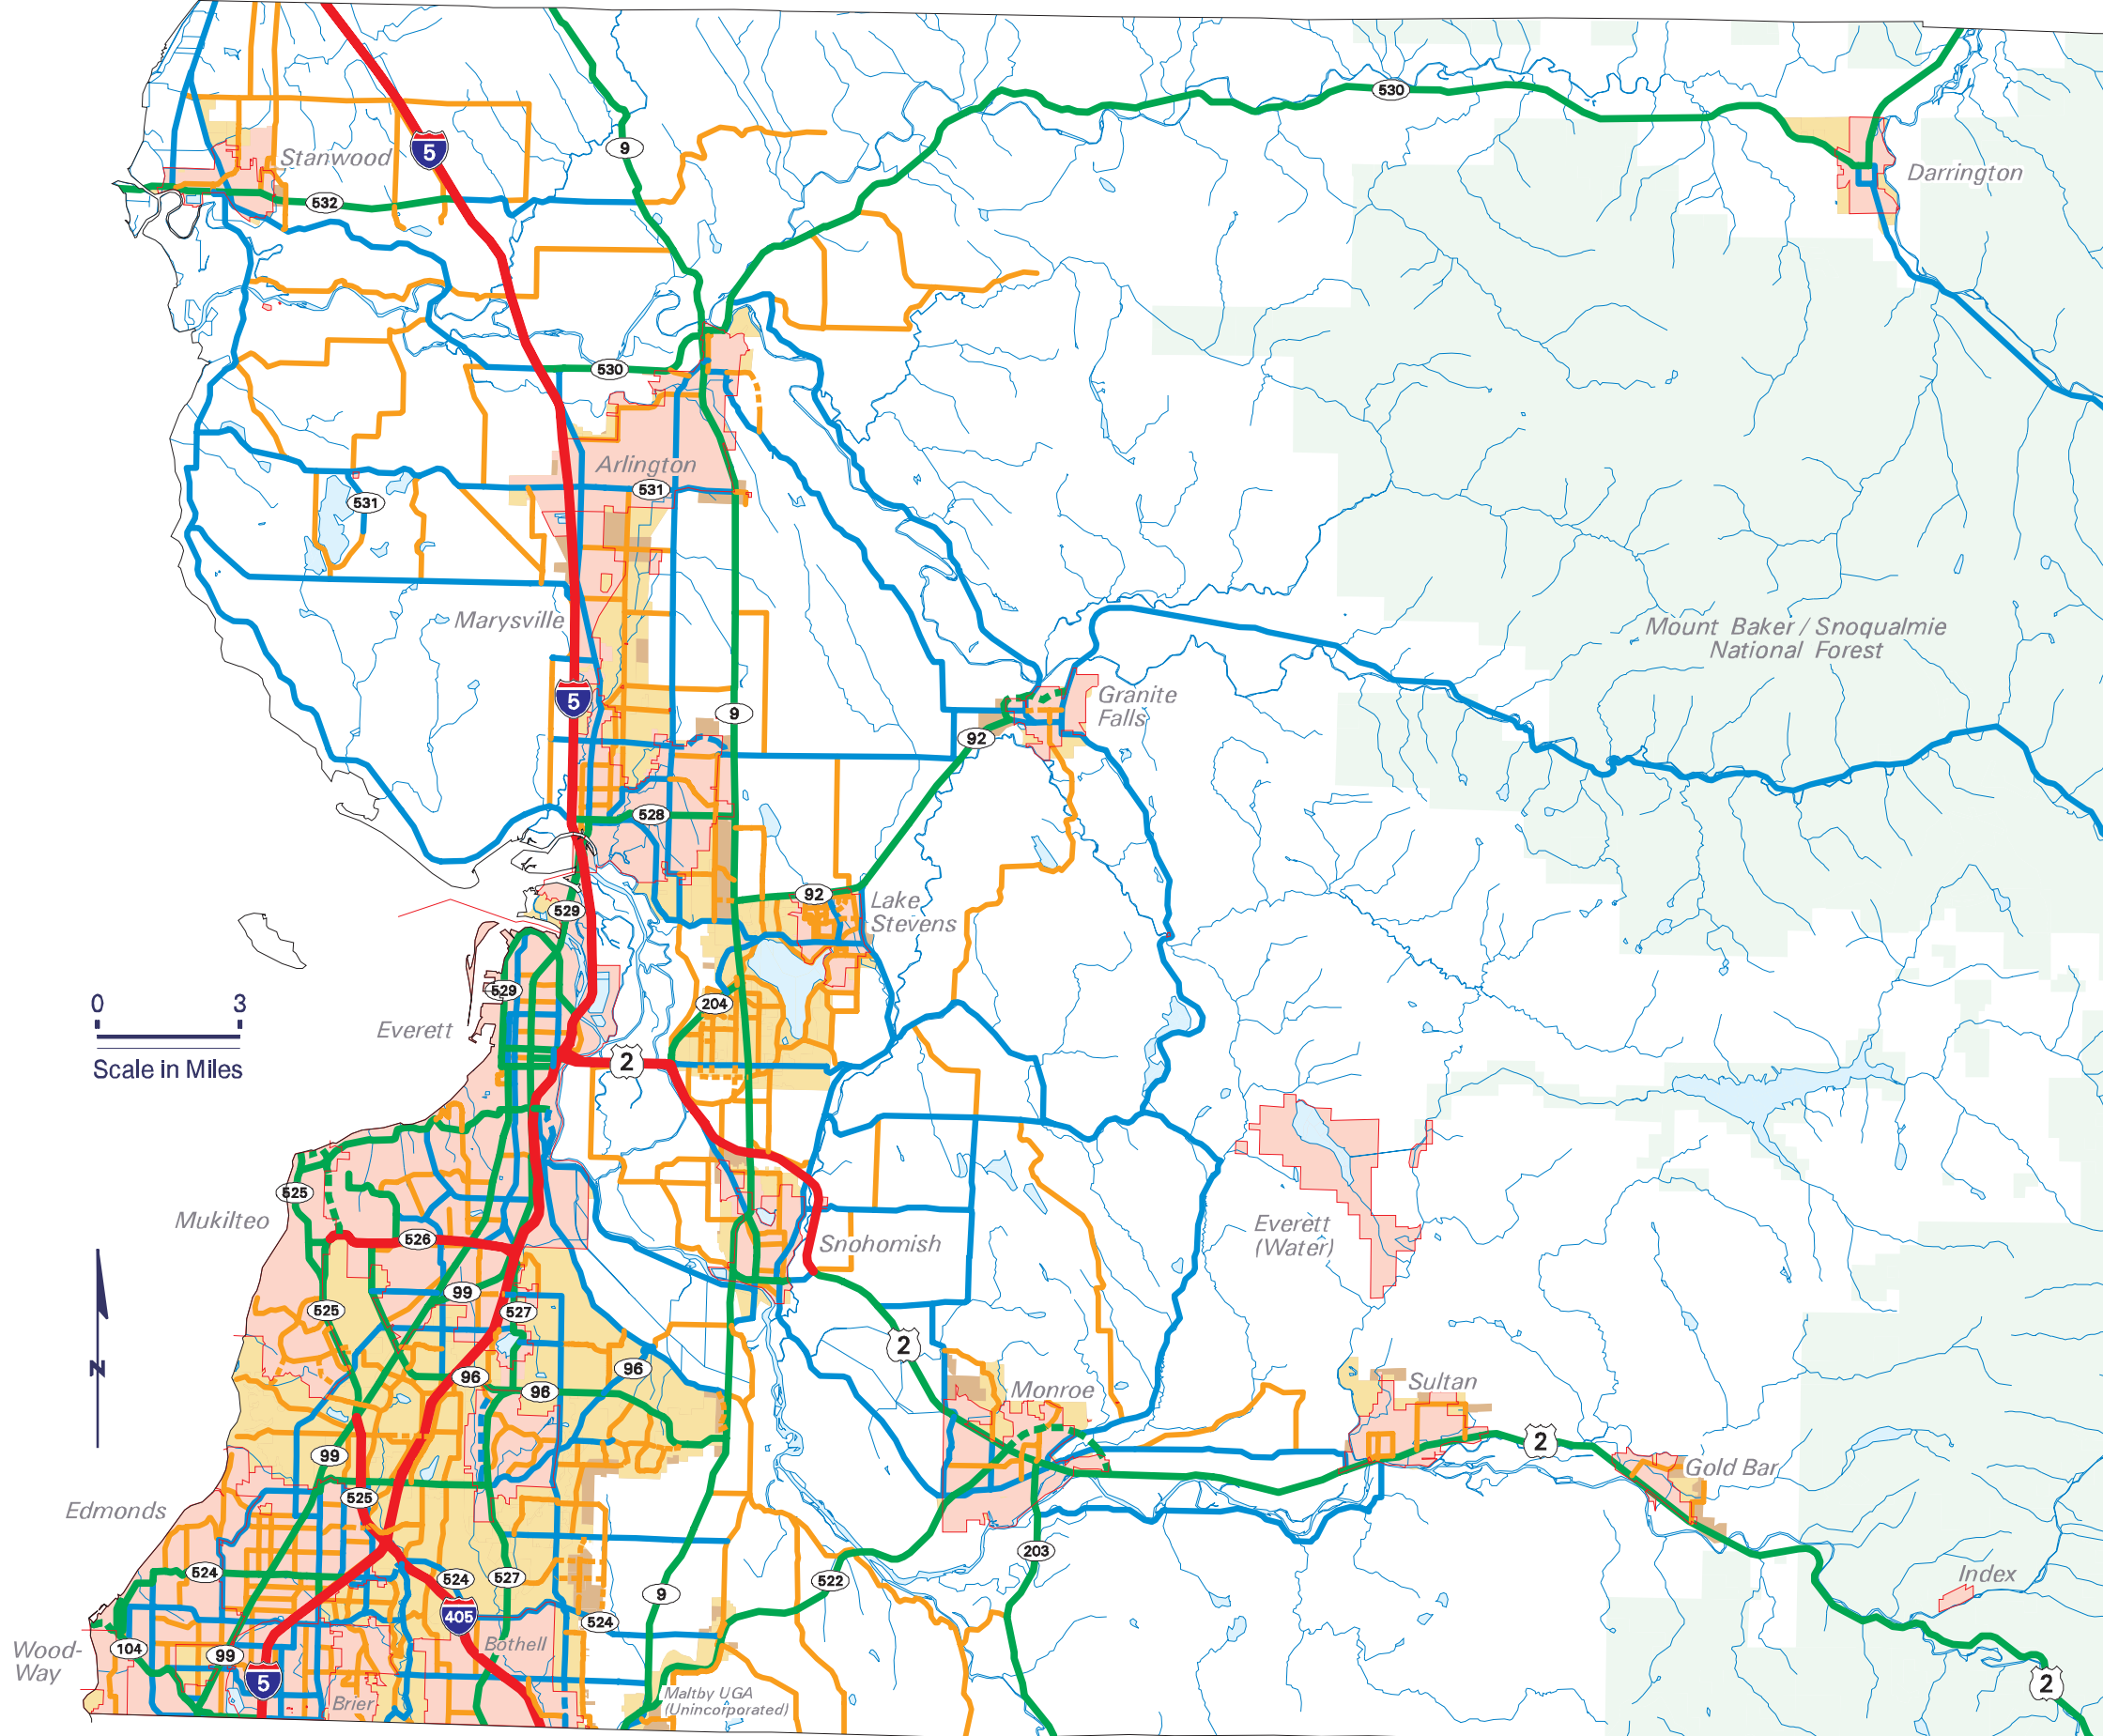 530
9
5
Stanwood
Darrington
532
530
Arlington
531
531
Marysville
Mount Baker / Snoqualmie
National Forest
5
9
Granite
Falls
92
528
92
Lake
Stevens
529
529
0 3
Scale in Miles
204
Everett
2
525
Mukilteo
526
Snohomish
Everett
(Water)
99
525
527
2
N
96
96
96
Monroe
Sultan
2
99
Gold Bar
525
Edmonds
203
524
524
527
522
Index
405
9
524
Wood-
Way
104
99
Bothell
5
2
Brier
Maltby UGA
(Unincorporated)